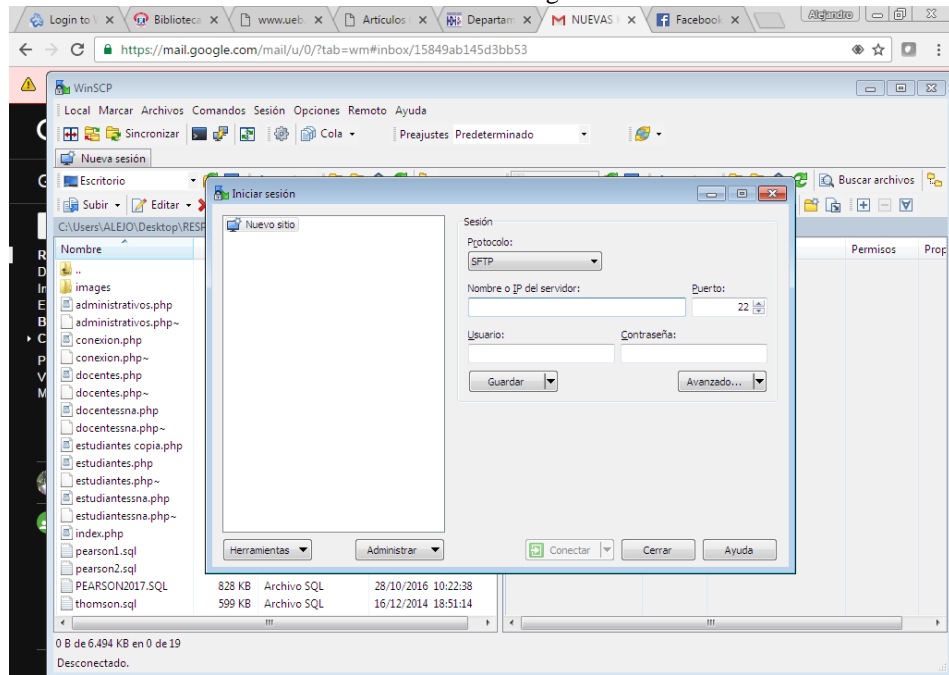 Login to \ Biblioteca www.ueb. Artículos Departam NUEVAS Facebook Alejandro
https://mail.google.com/mail/u/0/?tab=wm#inbox/15849ab145d3bb53
WinSCP
Local Marcar Archivos Comandos Sesión Opciones Remoto Ayuda
Sincronizar Cola Preajustes Predeterminado
Nueva sesión
Escritorio Buscar archivos
Subir Editar
C:\Users\ALEJO\Desktop\RESP
Nombre Permisos Prop
..
images
administrativos.php
administrativos.php~
conexion.php
conexion.php~
docentes.php
docentes.php~
docentessna.php
docentessna.php~
estudiantes copia.php
estudiantes.php
estudiantes.php~
estudiantessna.php
estudiantessna.php~
index.php
pearson1.sql
pearson2.sql
PEARSON2017.SQL 828 KB Archivo SQL 28/10/2016 10:22:38
thomson.sql 599 KB Archivo SQL 16/12/2014 18:51:14
0 B de 6.494 KB en 0 de 19
Desconectado.
Iniciar sesión
Nuevo sitio
Sesión
Protocolo:
SFTP
Nombre o IP del servidor: Puerto:
22
Usuario: Contraseña:
Guardar Avanzado...
Herramientas Administrar Conectar Cerrar Ayuda